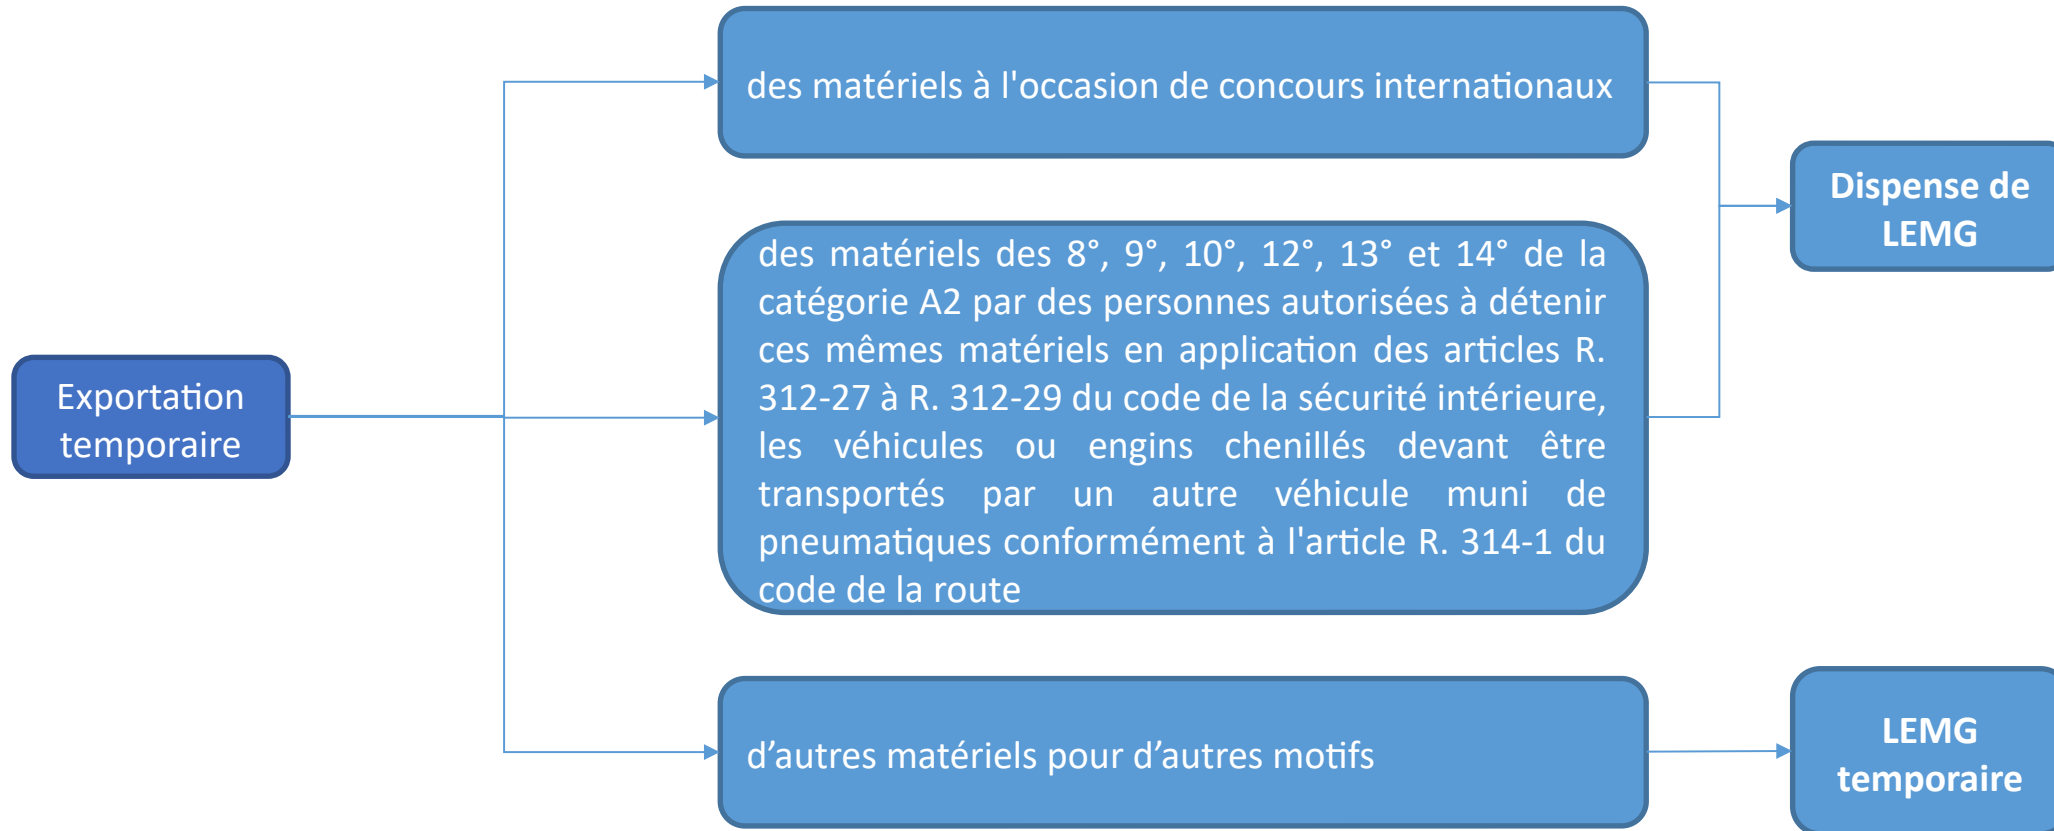 des matériels à l'occasion de concours internationaux
Dispense de
LEMG
des matériels des 8°, 9°, 10°, 12°, 13° et 14° de la
catégorie A2 par des personnes autorisées à détenir
ces mêmes matériels en application des articles R.
312-27 à R. 312-29 du code de la sécurité intérieure,
les véhicules ou engins chenillés devant être
transportés par un autre véhicule muni de
pneumatiques conformément à l'article R. 314-1 du
code de la route
Exportation
temporaire
d’autres matériels pour d’autres motifs
LEMG
temporaire